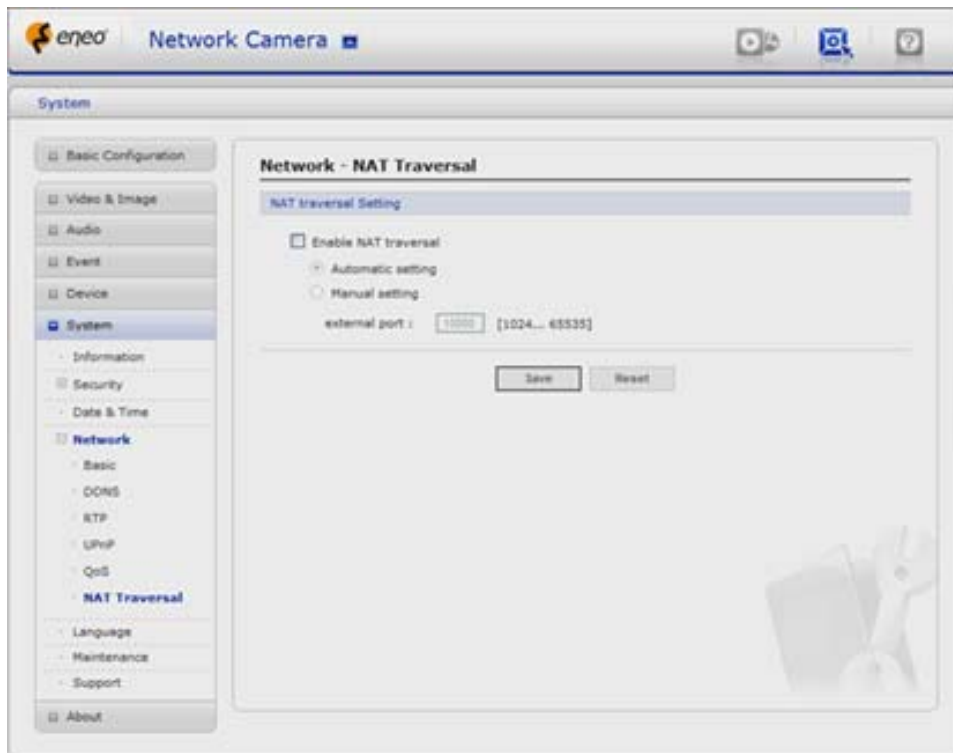 eneo Network Camera
System
Basic Configuration
Video & Image
Audio
Event
Device
System
Information
Security
Date & Time
Network
Basic
DDNS
RTP
UPnP
QoS
NAT Traversal
Language
Maintenance
Support
About
Network - NAT Traversal
NAT traversal Setting
Enable NAT traversal
Automatic setting
Manual setting
external port : 10000 [1024... 65535]
Save Reset